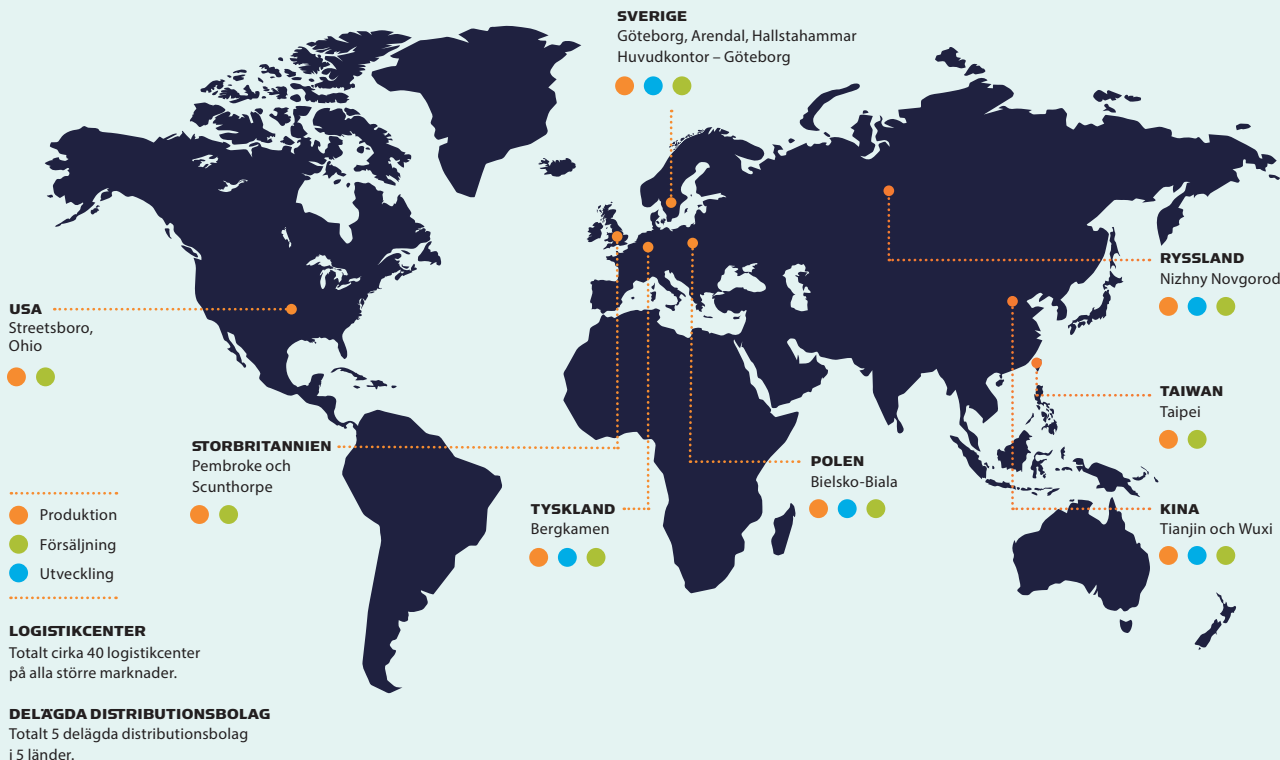 SVERIGE
Göteborg, Arendal, Hallstahammar
Huvudkontor – Göteborg
RYSSLAND
Nizhny Novgorod
USA
Streetsboro,
Ohio
TAIWAN
Taipei
STORBRITANNIEN
Pembroke och
Scunthorpe
POLEN
Bielsko-Biala
TYSKLAND
Bergkamen
KINA
Tianjin och Wuxi
Produktion
Försäljning
Utveckling
LOGISTIKCENTER
Totalt cirka 40 logistikcenter
på alla större marknader.
DELÄGDA DISTRIBUTIONSBOLAG
Totalt 5 delägda distributionsbolag
i 5 länder.